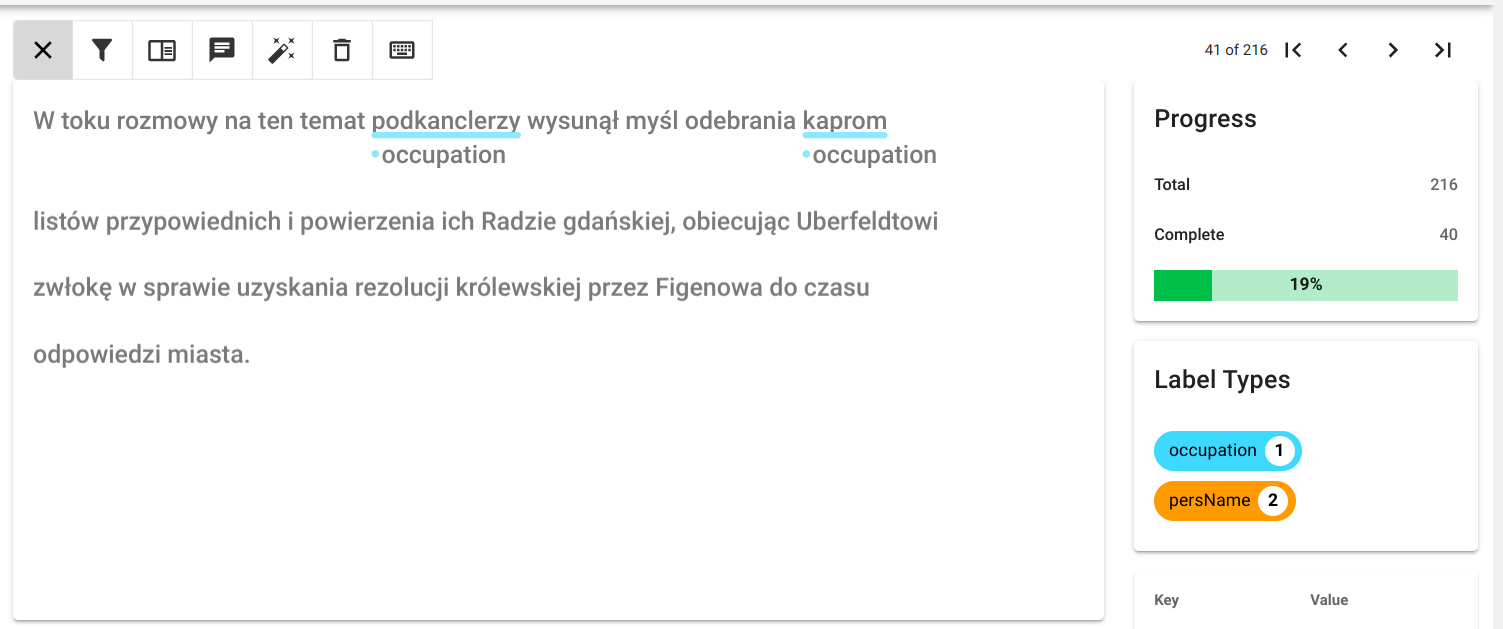 41 of 216
W toku rozmowy na ten temat podkanclerzy wysunął myśl odebrania kaprom
occupation occupation
listów przypowiednich i powierzenia ich Radzie gdańskiej, obiecując Uberfeldtowi
zwłokę w sprawie uzyskania rezolucji królewskiej przez Figenowa do czasu
odpowiedzi miasta.
Progress
Total 216
Complete 40
19%
Label Types
occupation 1
persName 2
Key Value